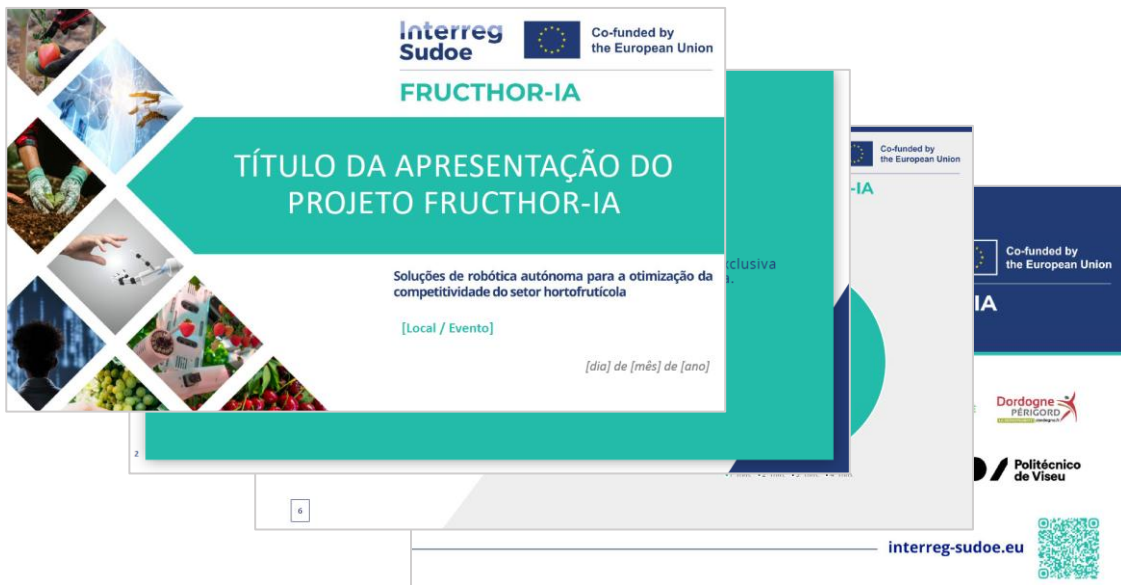 Interreg
Sudoe
Co-funded by
the European Union
FRUCTHOR-IA
TÍTULO DA APRESENTAÇÃO DO
PROJETO FRUCTHOR-IA
Soluções de robótica autónoma para a otimização da
competitividade do setor hortofrutícola
[Local / Evento]
[dia] de [mês] de [ano]
xclusiva
2
Co-funded by
the European Union
-IA
6
Co-funded by
the European Union
IA
Dordogne
PÉRIGORD
Politécnico
de Viseu
interreg-sudoe.eu